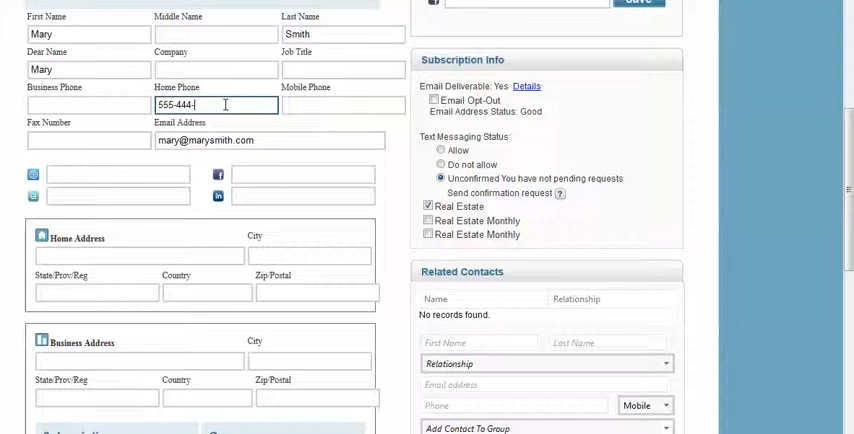 Save
First Name Middle Name Last Name
Mary Smith
Dear Name Company Job Title
Mary
Business Phone Home Phone Mobile Phone
555-444-
Fax Number Email Address
mary@marysmith.com
Home Address City
State/Prov/Reg Country Zip/Postal
Business Address City
State/Prov/Reg Country Zip/Postal
Subscription Info
Email Deliverable: Yes Details
Email Opt-Out
Email Address Status: Good
Text Messaging Status:
Allow
Do not allow
Unconfirmed You have not pending requests
Send confirmation request ?
Real Estate
Real Estate Monthly
Real Estate Monthly
Related Contacts
Name Relationship
No records found.
First Name Last Name
Relationship
Email address
Phone Mobile
Add Contact To Group